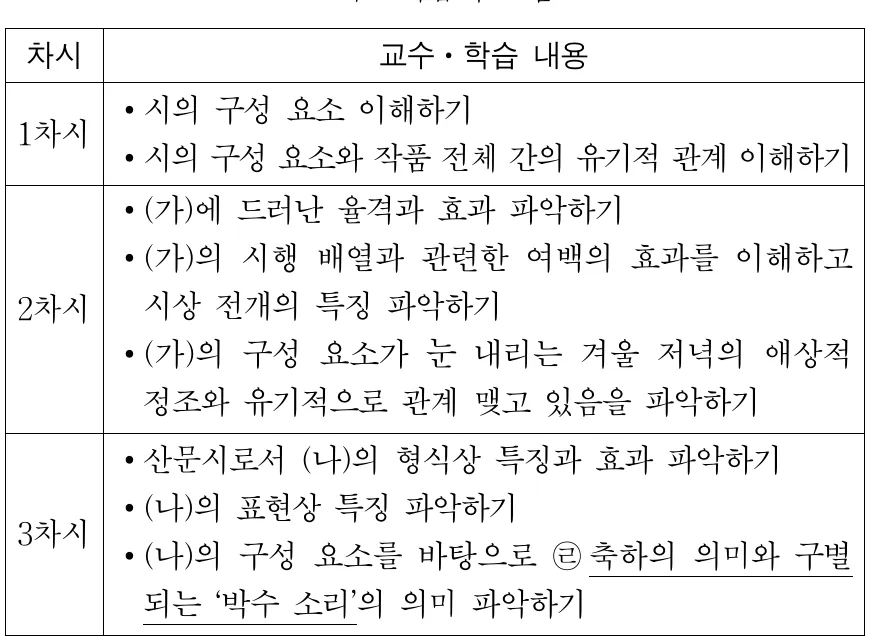 차시 교수·학습 내용
1차시
• 시의 구성 요소 이해하기
• 시의 구성 요소와 작품 전체 간의 유기적 관계 이해하기
2차시
• (가)에 드러난 율격과 효과 파악하기
• (가)의 시행 배열과 관련한 여백의 효과를 이해하고
시상 전개의 특징 파악하기
• (가)의 구성 요소가 눈 내리는 겨울 저녁의 애상적
정조와 유기적으로 관계 맺고 있음을 파악하기
3차시
• 산문시로서 (나)의 형식상 특징과 효과 파악하기
• (나)의 표현상 특징 파악하기
• (나)의 구성 요소를 바탕으로 ㉣ 축하의 의미와 구별
되는 ‘박수 소리’의 의미 파악하기